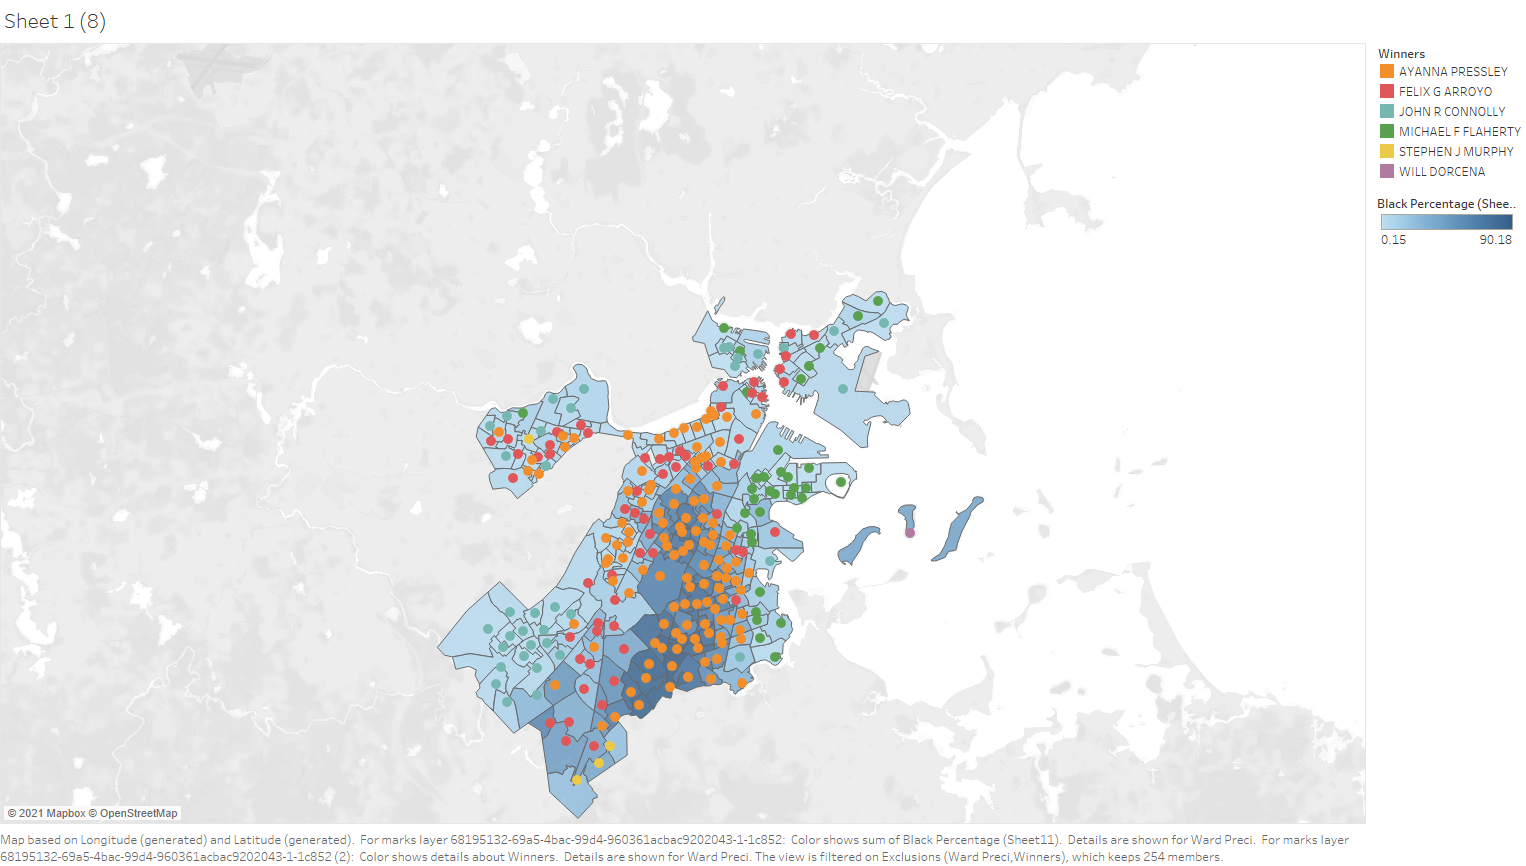 Sheet 1 (8)
Winners
AYANNA PRESSLEY
FELIX G ARROYO
JOHN R CONNOLLY
MICHAEL F FLAHERTY
STEPHEN J MURPHY
WILL DORCENA
Black Percentage (Shee..
0.15 90.18
© 2021 Mapbox © OpenStreetMap
Map based on Longitude (generated) and Latitude (generated). For marks layer 68195132-69a5-4bac-99d4-960361acbac9202043-1-1c852: Color shows sum of Black Percentage (Sheet11). Details are shown for Ward Preci. For marks layer
68195132-69a5-4bac-99d4-960361acbac9202043-1-1c852 (2): Color shows details about Winners. Details are shown for Ward Preci. The view is filtered on Exclusions (Ward Preci,Winners), which keeps 254 members.